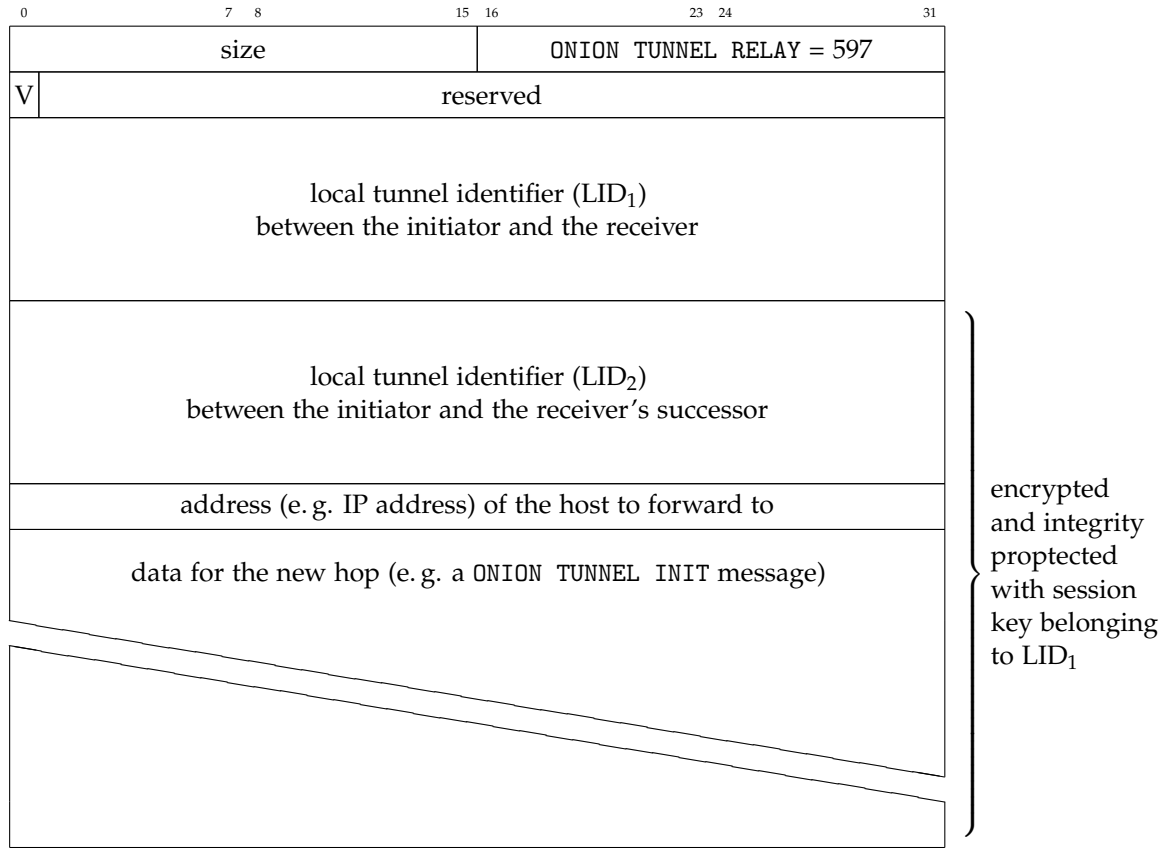 0 7 8 15 16 23 24 31
size ONION TUNNEL RELAY = 597
V reserved
local tunnel identifier (LID₁)
between the initiator and the receiver
local tunnel identifier (LID₂)
between the initiator and the receiver's successor
address (e. g. IP address) of the host to forward to
data for the new hop (e. g. a ONION TUNNEL INIT message)
encrypted
and integrity
proptected
with session
key belonging
to LID₁